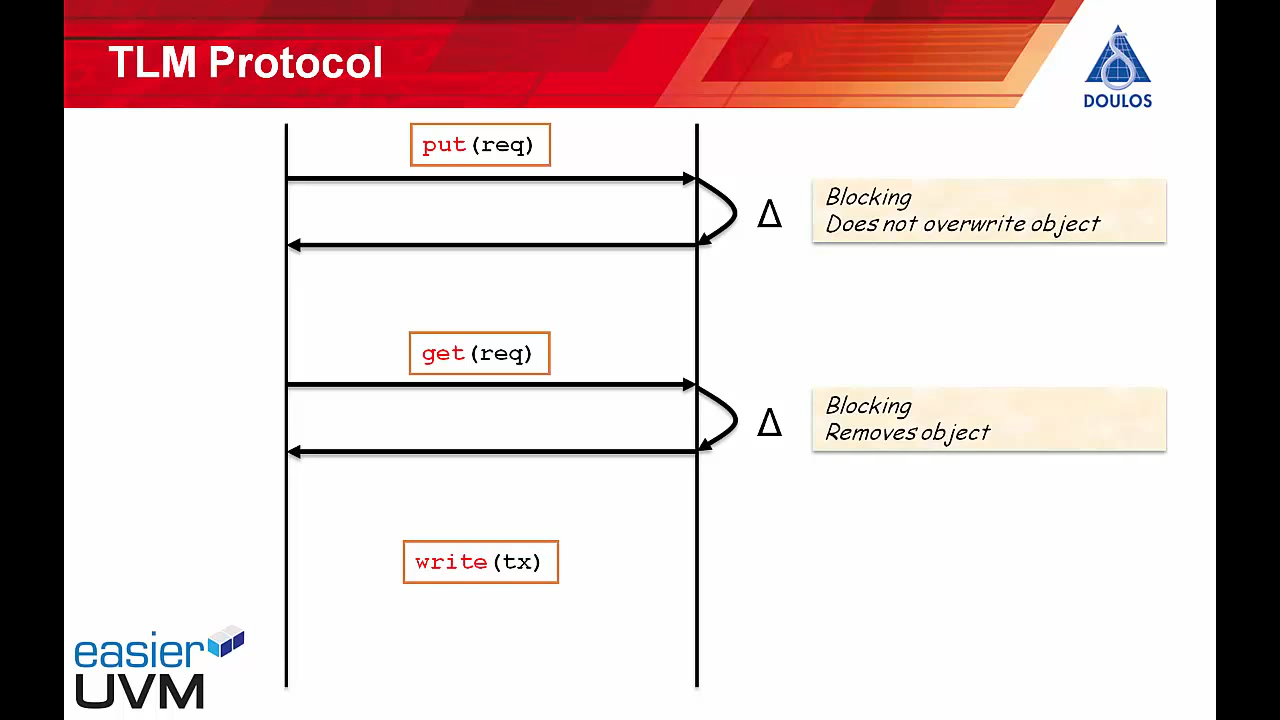 TLM Protocol
DOULOS
put(req)
Δ
Blocking
Does not overwrite object
get(req)
Δ
Blocking
Removes object
write(tx)
easier
UVM